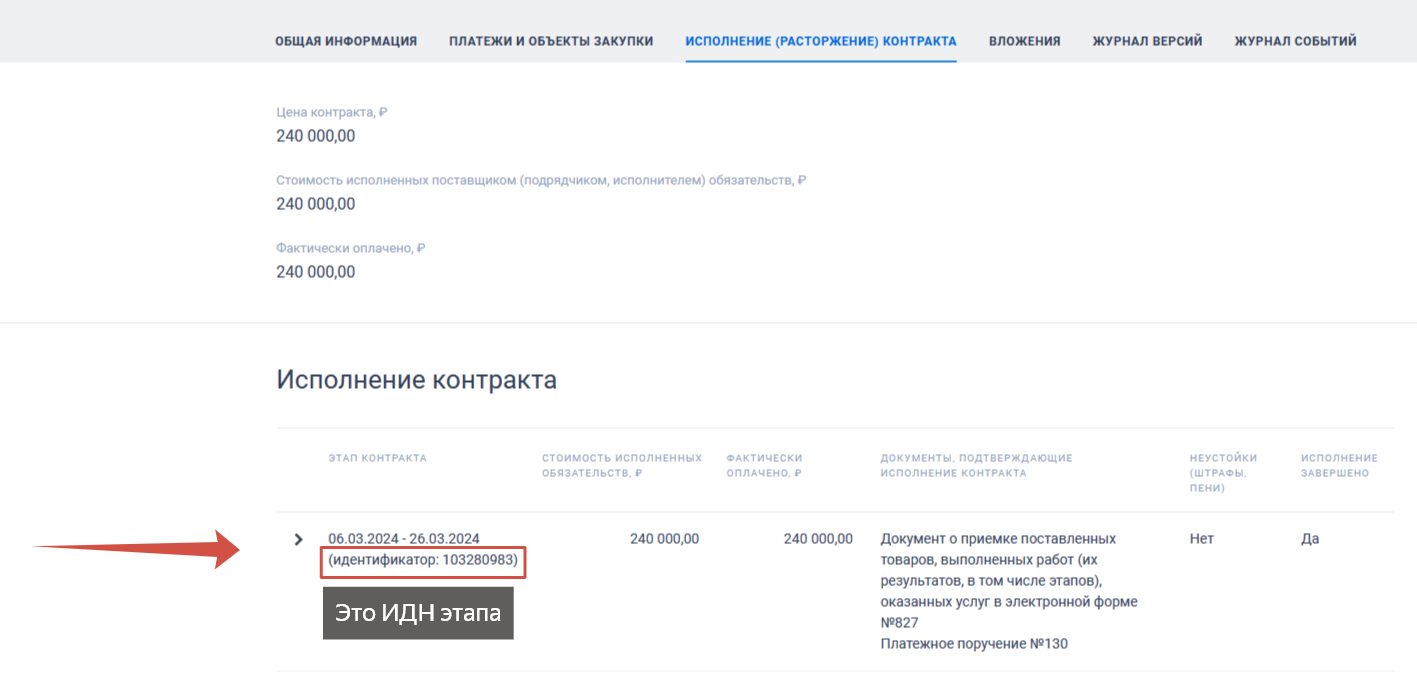 ОБЩАЯ ИНФОРМАЦИЯ ПЛАТЕЖИ И ОБЪЕКТЫ ЗАКУПКИ ИСПОЛНЕНИЕ (РАСТОРЖЕНИЕ) КОНТРАКТА ВЛОЖЕНИЯ ЖУРНАЛ ВЕРСИЙ ЖУРНАЛ СОБЫТИЙ
Цена контракта, ₽
240 000,00
Стоимость исполненных поставщиком (подрядчиком, исполнителем) обязательств, ₽
240 000,00
Фактически оплачено, ₽
240 000,00
Исполнение контракта
ЭТАП КОНТРАКТА
СТОИМОСТЬ ИСПОЛНЕННЫХ
ОБЯЗАТЕЛЬСТВ, ₽
ФАКТИЧЕСКИ
ОПЛАЧЕНО, ₽
ДОКУМЕНТЫ, ПОДТВЕРЖДАЮЩИЕ
ИСПОЛНЕНИЕ КОНТРАКТА
НЕУСТОЙКИ
(ШТРАФЫ,
ПЕНИ)
ИСПОЛНЕНИЕ
ЗАВЕРШЕНО
06.03.2024 - 26.03.2024
(идентификатор: 103280983)
Это ИДН этапа
240 000,00
240 000,00
Документ о приемке поставленных
товаров, выполненных работ (их
результатов, в том числе этапов),
оказанных услуг в электронной форме
№827
Платежное поручение №130
Нет
Да